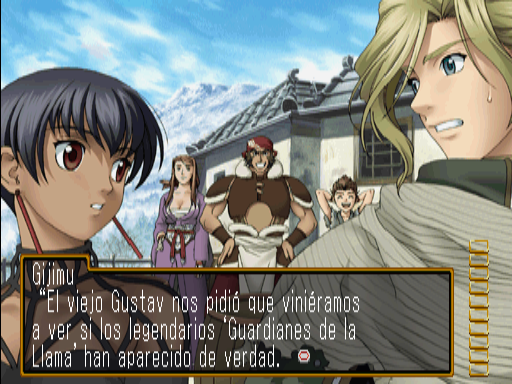 Gijimu
“El viejo Gustav nos pidió que viniéramos
a ver si los legendarios ‘Guardianes de la
Llama’ han aparecido de verdad.